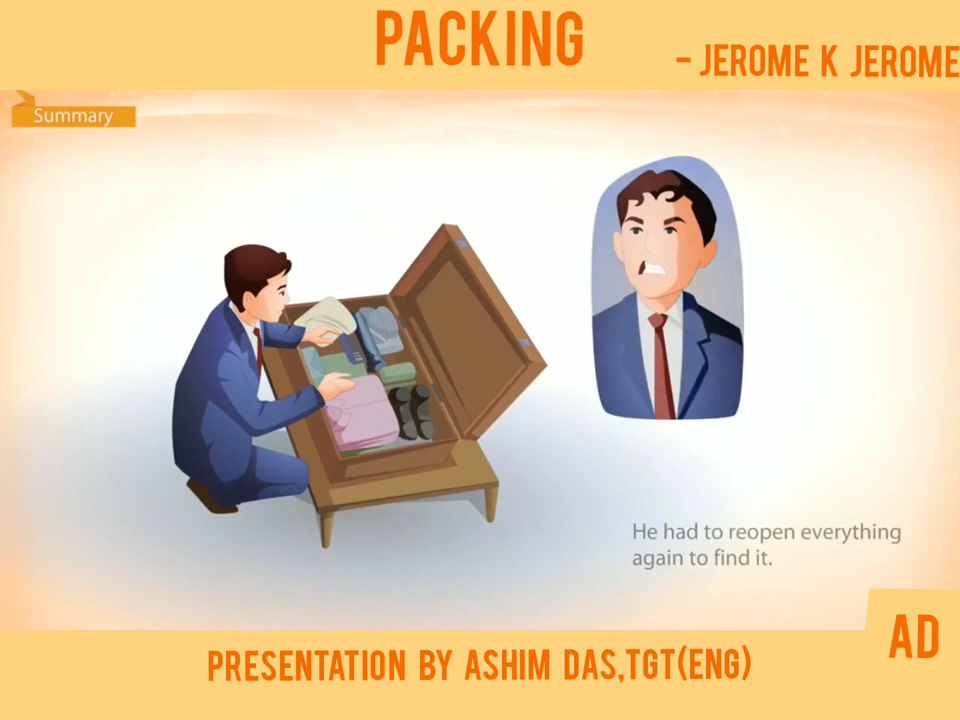 PACKING
- JEROME K JEROME
Summary
He had to reopen everything
again to find it.
AD
PRESENTATION BY ASHIM DAS,TGT(ENG)